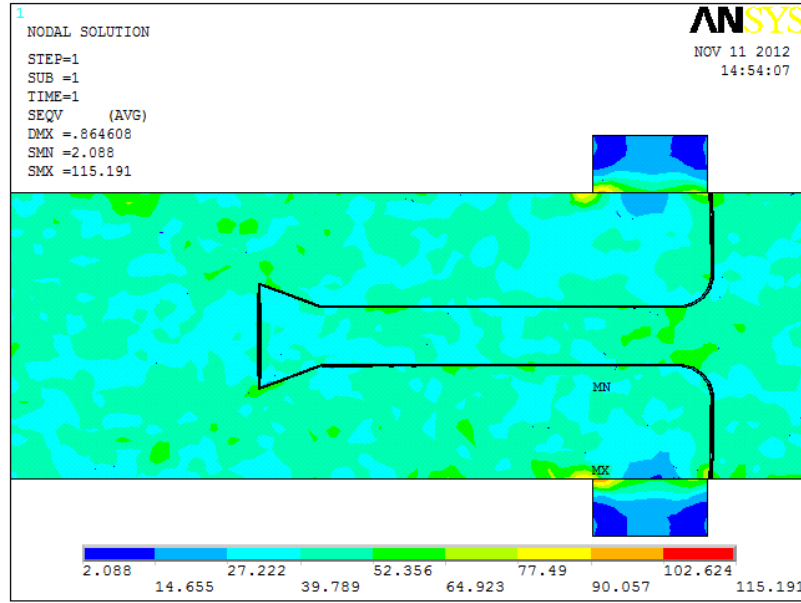 1
ANSYS
NODAL SOLUTION
NOV 11 2012
14:54:07
STEP=1
SUB =1
TIME=1
SEQV (AVG)
DMX =.864608
SMN =2.088
SMX =115.191
MN
MX
2.088 27.222 52.356 77.49 102.624
14.655 39.789 64.923 90.057 115.191